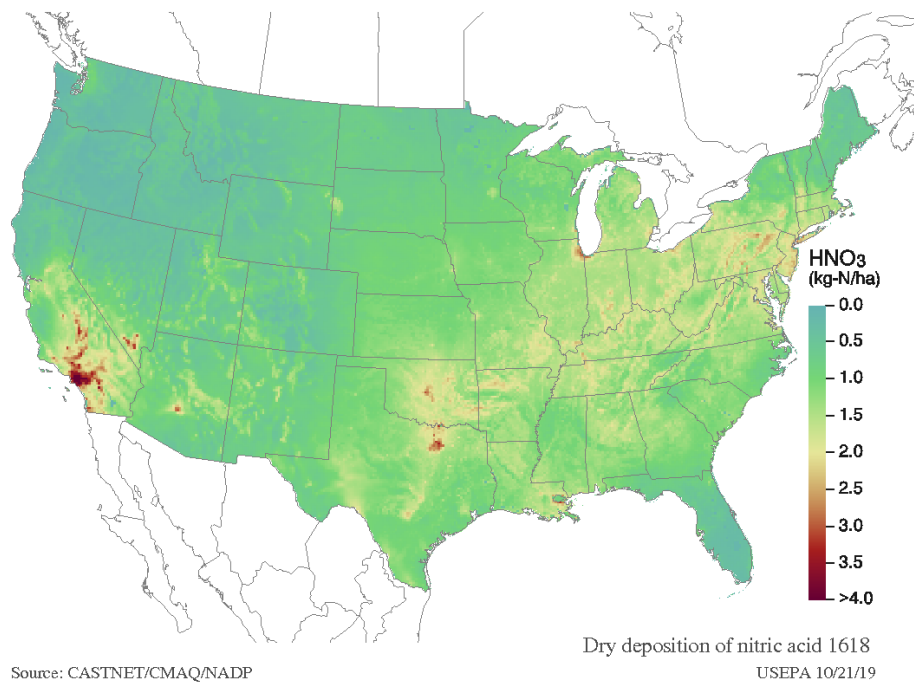 HNO3
(kg-N/ha)
0.0
0.5
1.0
1.5
2.0
2.5
3.0
3.5
>4.0
Dry deposition of nitric acid 1618
Source: CASTNET/CMAQ/NADP
USEPA 10/21/19